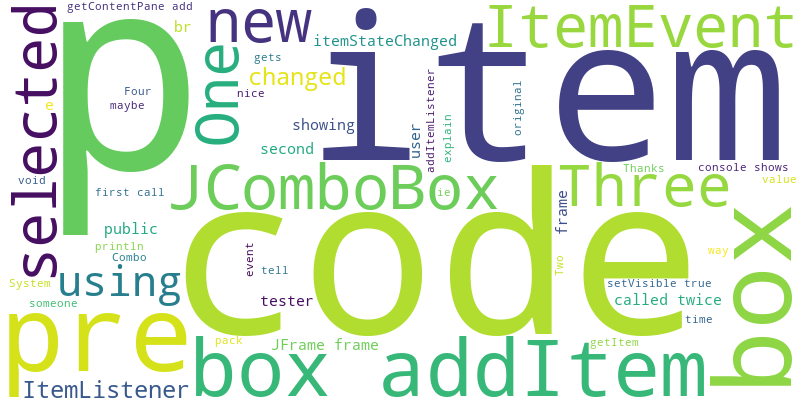 getContentPane add
p
item
new
ItemEvent
selected
br
One
itemStateChanged
gets
changed
Four
e
maybe
nice
addItemListener
original
showing
user
explain
second
JComboBox
ie
Three
Thanks
console shows
void
first call
value
frame
code
box
public
println
Combo
event
tell
Two
way
System
using
someone
tester
setVisible true
called twice
time
pre
pack
JFrame frame
getItem
box addItem
ItemListener